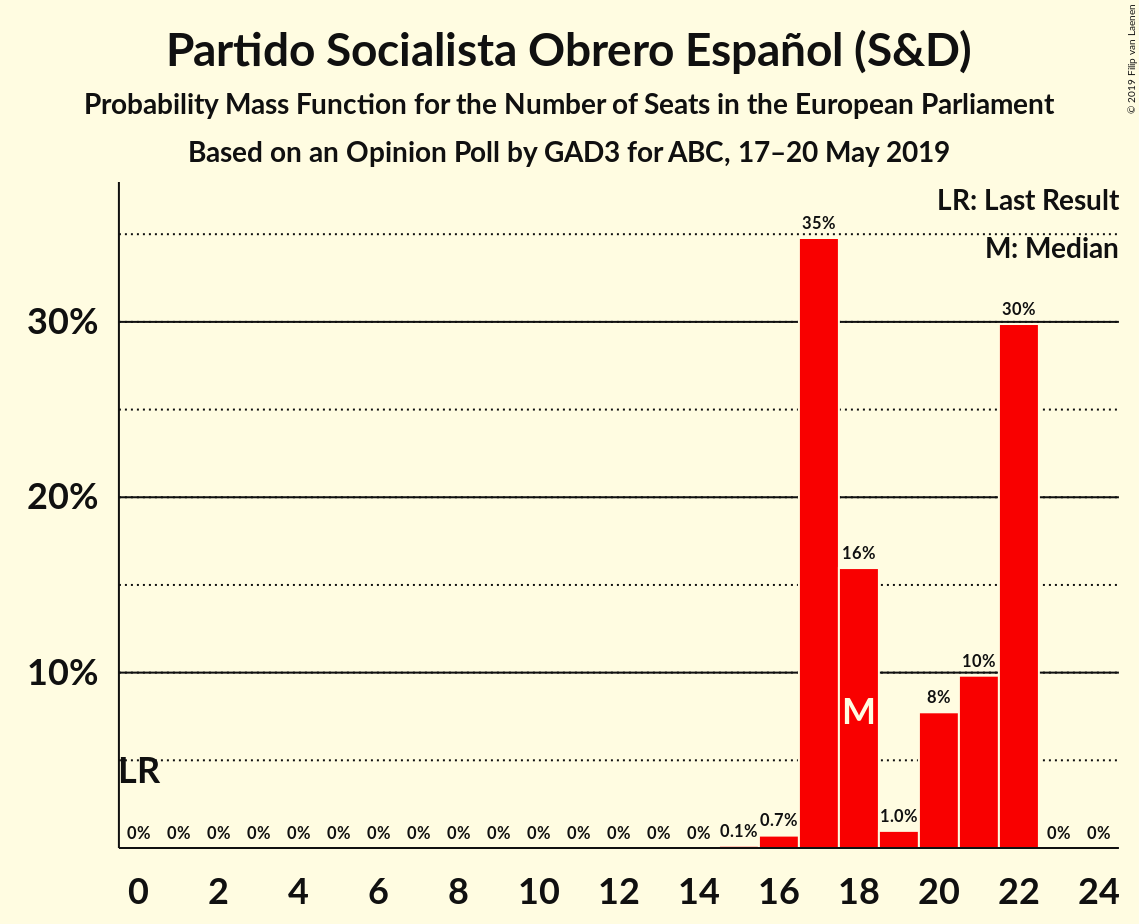 Partido Socialista Obrero Español (S&D)
Probability Mass Function for the Number of Seats in the European Parliament
Based on an Opinion Poll by GAD3 for ABC, 17–20 May 2019
© 2019 Filip van Laenen
LR: Last Result
M: Median
35%
30%
30%
20%
16%
10%
10%
8%
M
LR
0% 0% 0% 0% 0% 0% 0% 0% 0% 0% 0% 0% 0% 0% 0% 0.1% 0.7% 1.0% 0% 0%
0 2 4 6 8 10 12 14 16 18 20 22 24